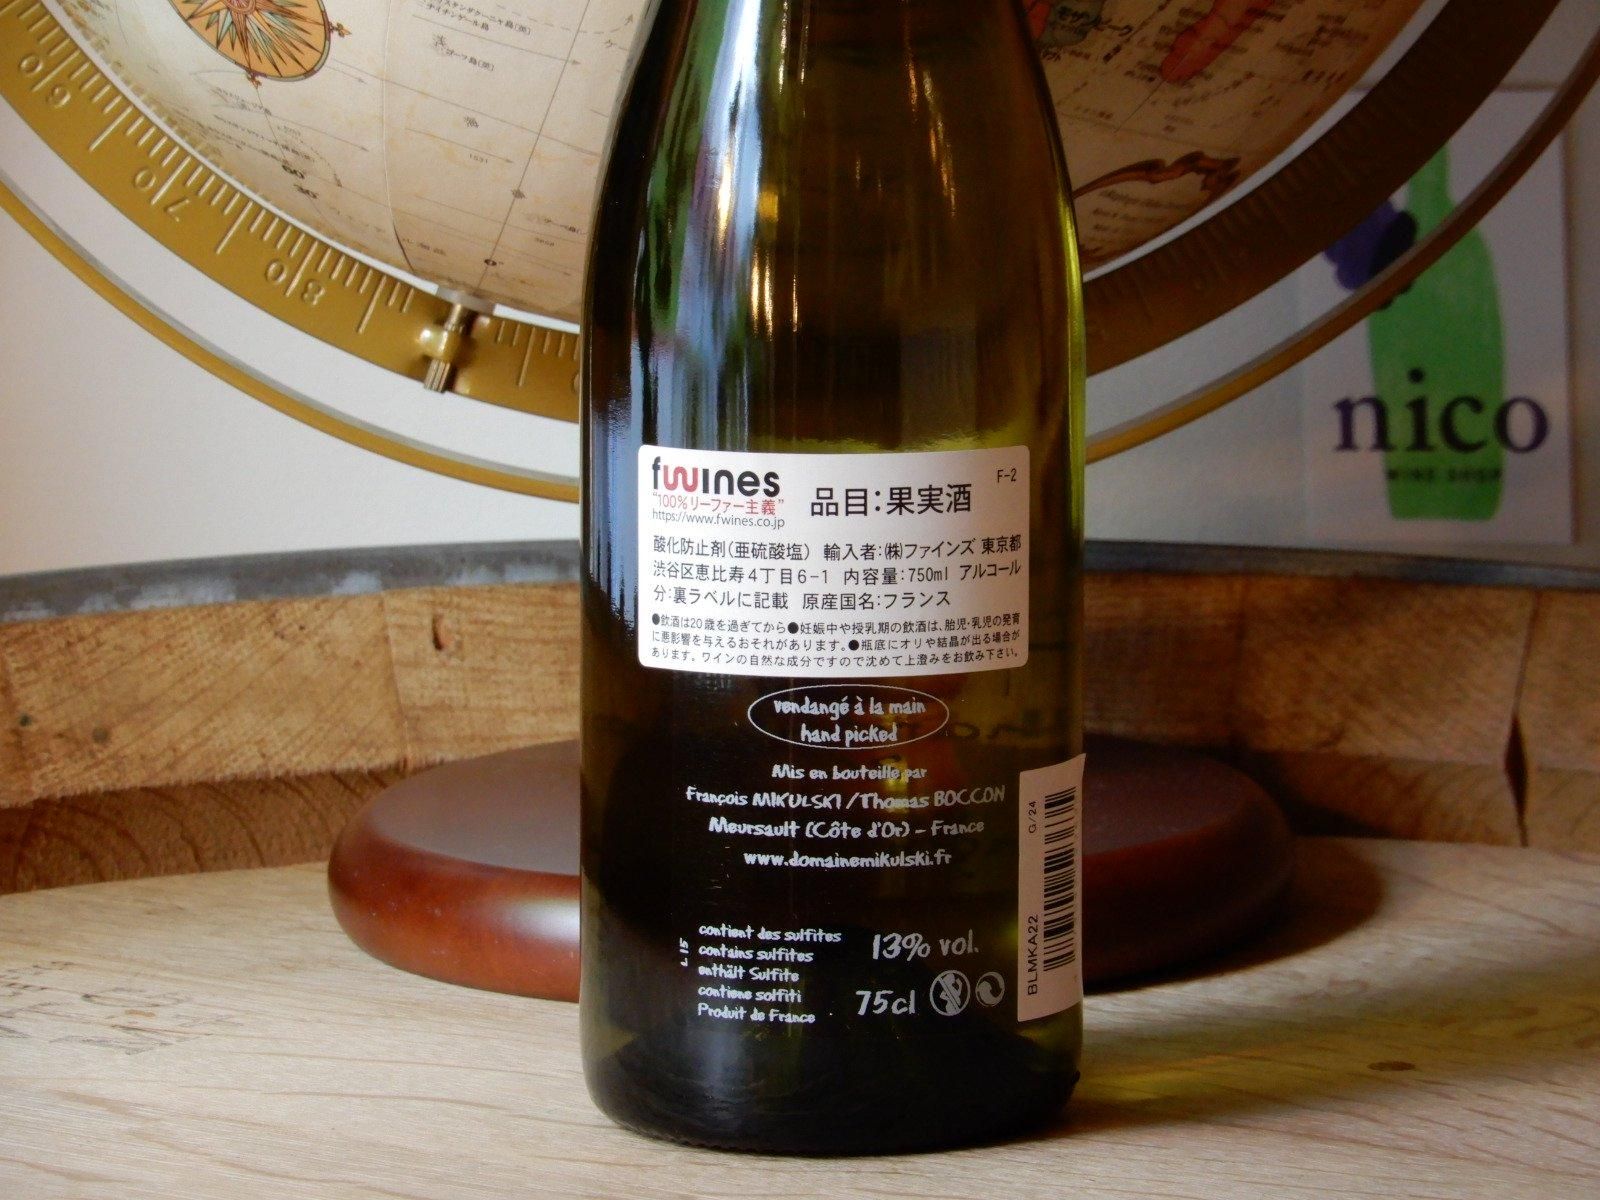 60
70
80
1531
60°
30°
nico
WINE SHOP
fwines
"100%リーファー主義"
https://www.fwines.co.jp
品目:果実酒
F-2
酸化防止剤(亜硫酸塩) 輸入者:㈱ファインズ 東京都
渋谷区恵比寿4丁目6-1 内容量:750ml アルコール
分:裏ラベルに記載 原産国名:フランス
●飲酒は20歳を過ぎてから●妊娠中や授乳期の飲酒は、胎児・乳児の発育
に悪影響を与えるおそれがあります。●瓶底にオリや結晶が出る場合が
あります。ワインの自然な成分ですので沈めて上澄みをお飲み下さい。
vendangé à la main
hand picked
Mis en bouteille par
François MIKULSKI / Thomas BOCCON
Meursault (Côte d'Or) - France
www.domainemikulski.fr
contient des sulfites
contains sulfites
enthält Sulfite
contiene solfiti
Produit de France
13% vol.
75cl
G/24
BLMKA22